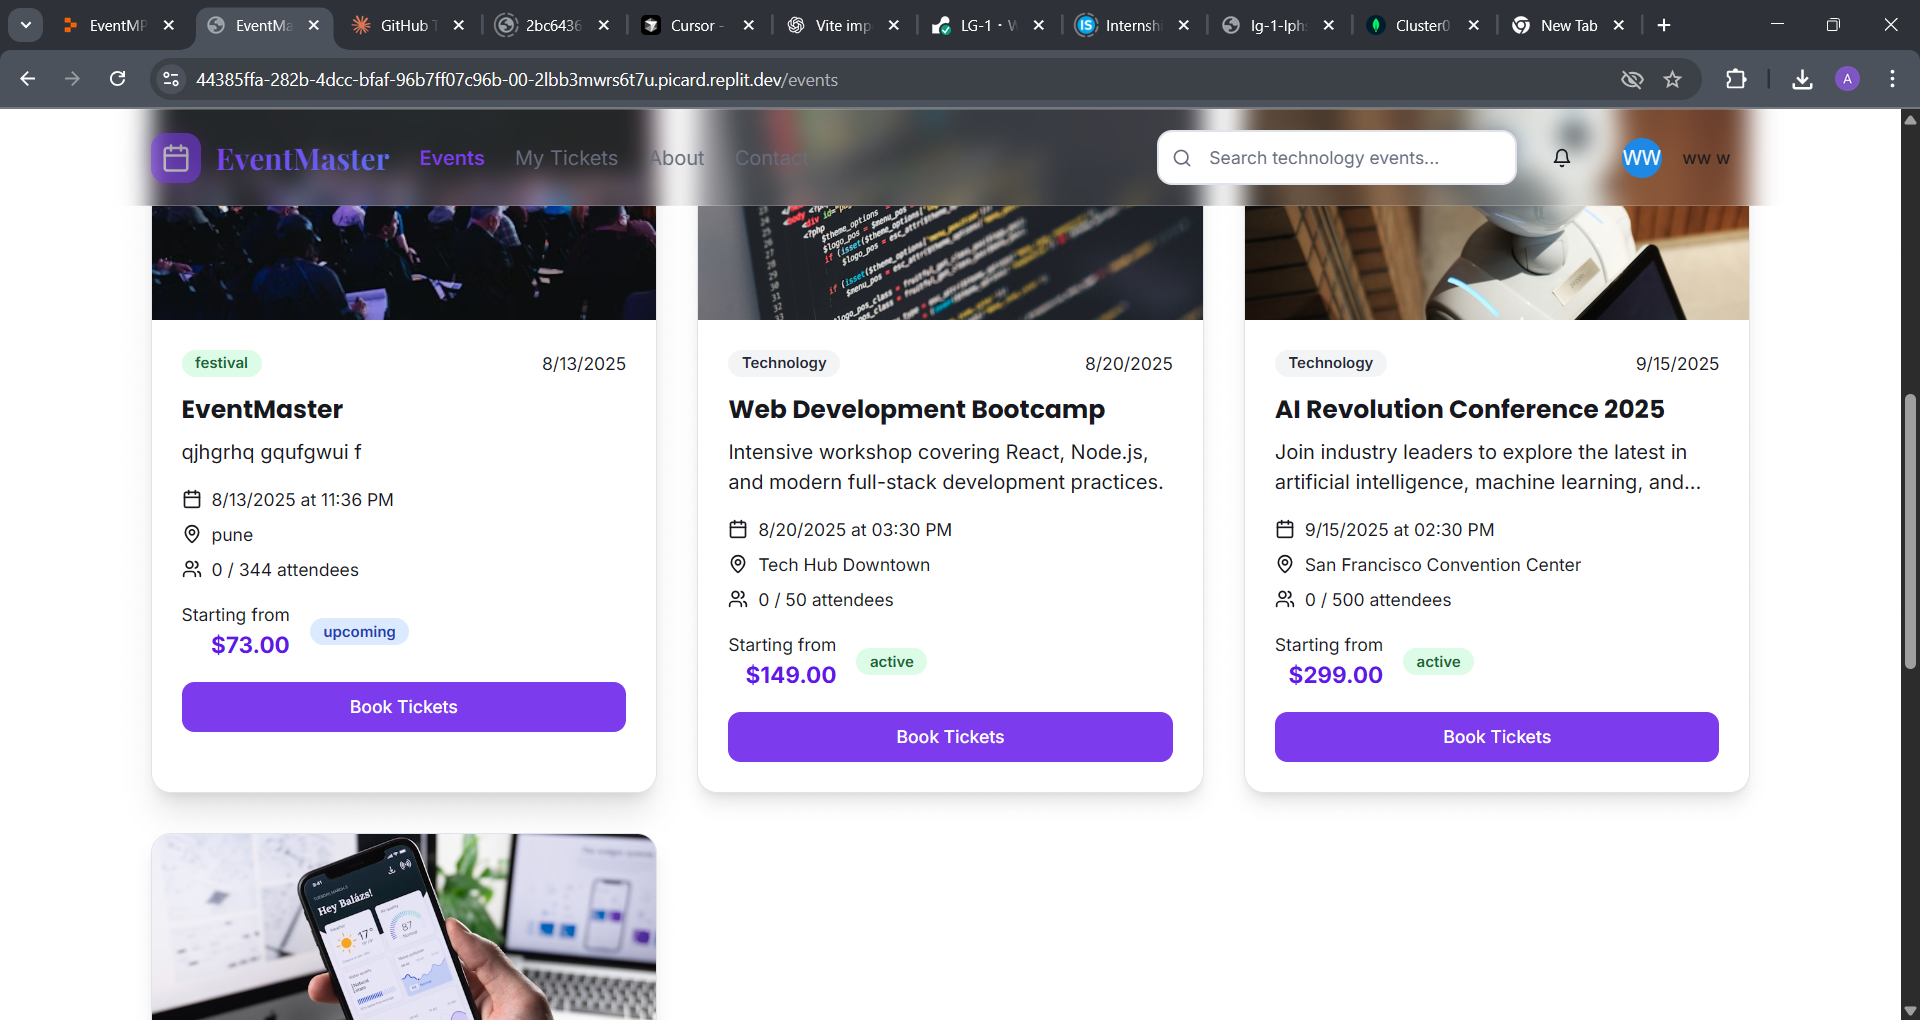 EventMP
EventMa
GitHub T
2bc6436
Cursor -
Vite imp
LG-1 · W
Internshi
lg-1-lphs
Cluster0
New Tab
44385ffa-282b-4dcc-bfaf-96b7ff07c96b-00-2lbb3mwrs6t7u.picard.replit.dev/events
A
EventMaster
Events
My Tickets
About
Contact
Search technology events...
WW
ww w
festival
8/13/2025
EventMaster
qjhgrhq gqufgwui f
8/13/2025 at 11:36 PM
pune
0 / 344 attendees
Starting from
$73.00
upcoming
Book Tickets
Technology
8/20/2025
Web Development Bootcamp
Intensive workshop covering React, Node.js,
and modern full-stack development practices.
8/20/2025 at 03:30 PM
Tech Hub Downtown
0 / 50 attendees
Starting from
$149.00
active
Book Tickets
Technology
9/15/2025
AI Revolution Conference 2025
Join industry leaders to explore the latest in
artificial intelligence, machine learning, and...
9/15/2025 at 02:30 PM
San Francisco Convention Center
0 / 500 attendees
Starting from
$299.00
active
Book Tickets
Hey Balázs!
17°
87